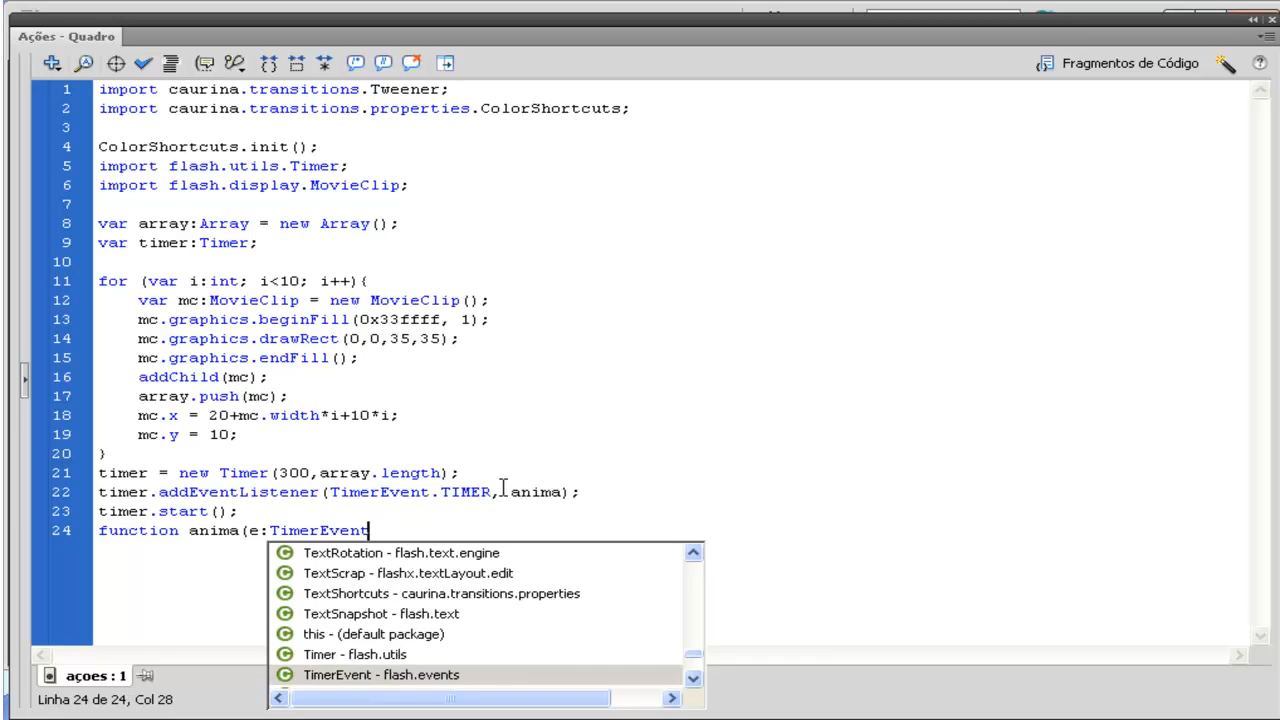 Ações - Quadro
Fragmentos de Código
1 import caurina.transitions.Tweener;
2 import caurina.transitions.properties.ColorShortcuts;
3
4 ColorShortcuts.init();
5 import flash.utils.Timer;
6 import flash.display.MovieClip;
7
8 var array:Array = new Array();
9 var timer:Timer;
10
11 for (var i:int; i<10; i++){
12 var mc:MovieClip = new MovieClip();
13 mc.graphics.beginFill(0x33ffff, 1);
14 mc.graphics.drawRect(0,0,35,35);
15 mc.graphics.endFill();
16 addChild(mc);
17 array.push(mc);
18 mc.x = 20+mc.width*i+10*i;
19 mc.y = 10;
20 }
21 timer = new Timer(300,array.length);
22 timer.addEventListener(TimerEvent.TIMER, anima);
23 timer.start();
24 function anima(e:TimerEvent
TextRotation - flash.text.engine
TextScrap - flashx.textLayout.edit
TextShortcuts - caurina.transitions.properties
TextSnapshot - flash.text
this - (default package)
Timer - flash.utils
TimerEvent - flash.events
açoes : 1
Linha 24 de 24, Col 28